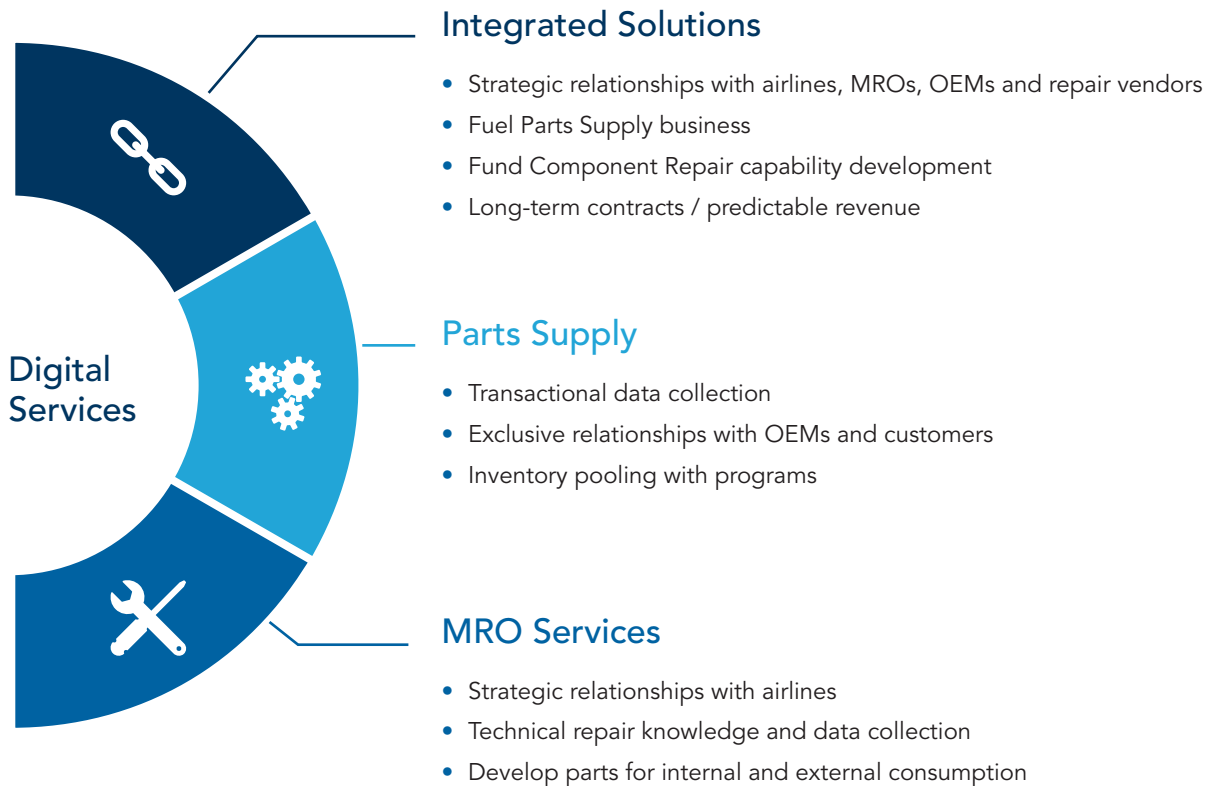 Integrated Solutions
• Strategic relationships with airlines, MROs, OEMs and repair vendors
• Fuel Parts Supply business
• Fund Component Repair capability development
• Long-term contracts / predictable revenue
Digital
Services
Parts Supply
• Transactional data collection
• Exclusive relationships with OEMs and customers
• Inventory pooling with programs
MRO Services
• Strategic relationships with airlines
• Technical repair knowledge and data collection
• Develop parts for internal and external consumption